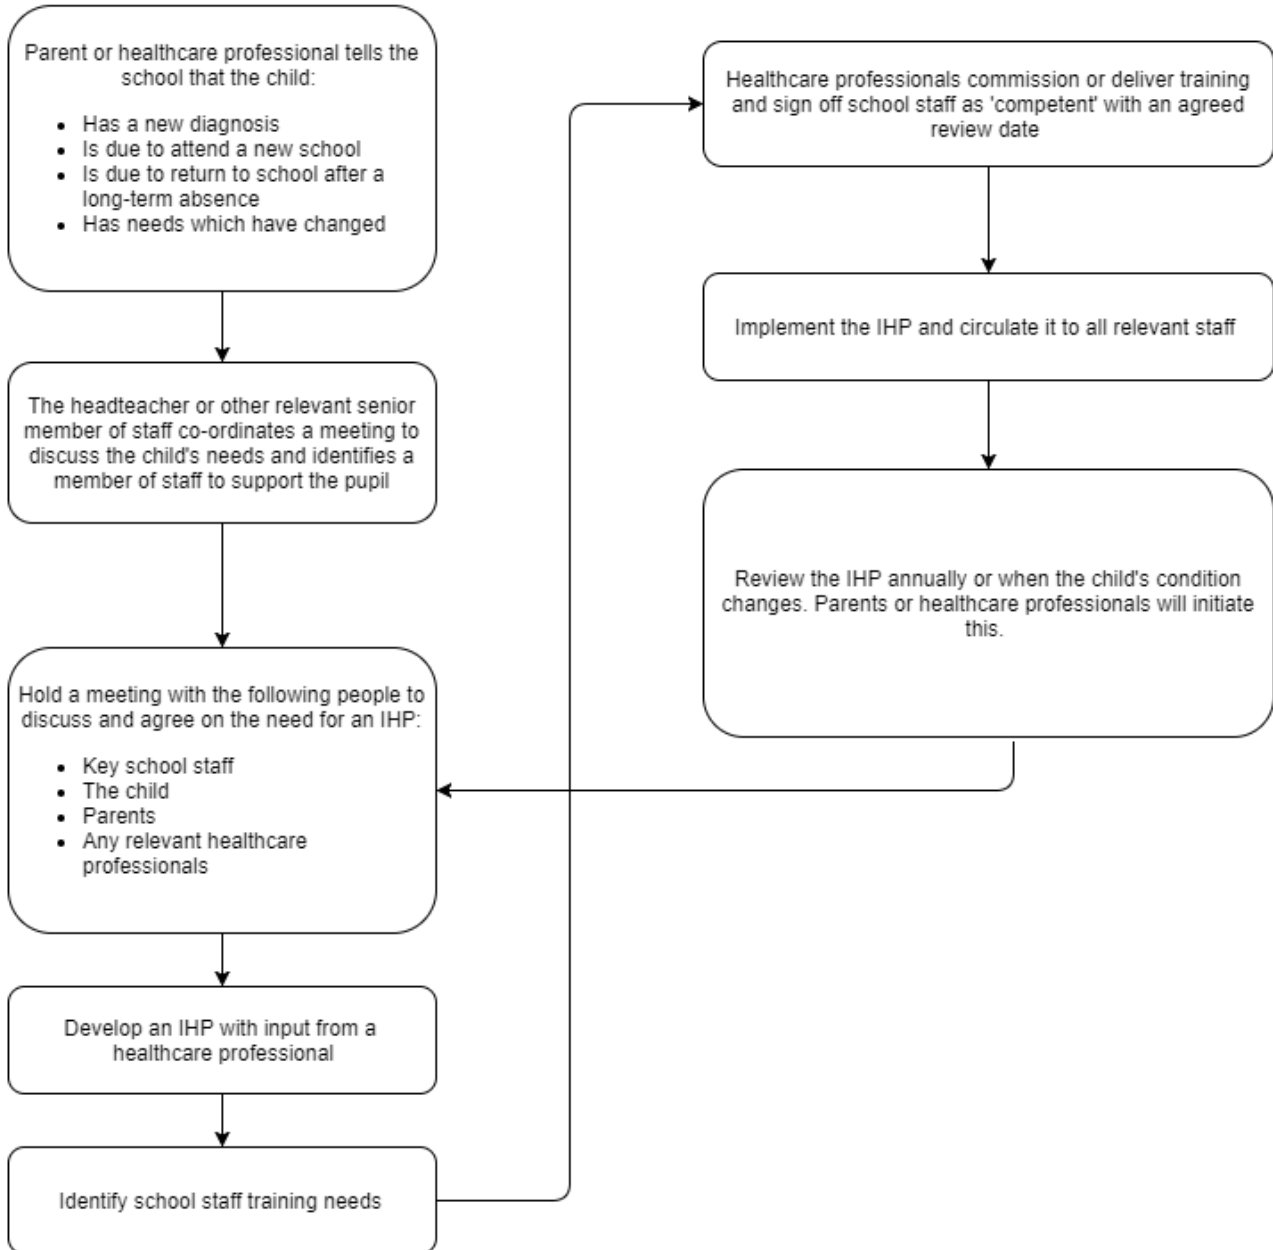 Parent or healthcare professional tells the
school that the child:
• Has a new diagnosis
• Is due to attend a new school
• Is due to return to school after a
long-term absence
• Has needs which have changed
The headteacher or other relevant senior
member of staff co-ordinates a meeting to
discuss the child's needs and identifies a
member of staff to support the pupil
Hold a meeting with the following people to
discuss and agree on the need for an IHP:
• Key school staff
• The child
• Parents
• Any relevant healthcare
professionals
Develop an IHP with input from a
healthcare professional
Identify school staff training needs
Healthcare professionals commission or deliver training
and sign off school staff as 'competent' with an agreed
review date
Implement the IHP and circulate it to all relevant staff
Review the IHP annually or when the child's condition
changes. Parents or healthcare professionals will initiate
this.